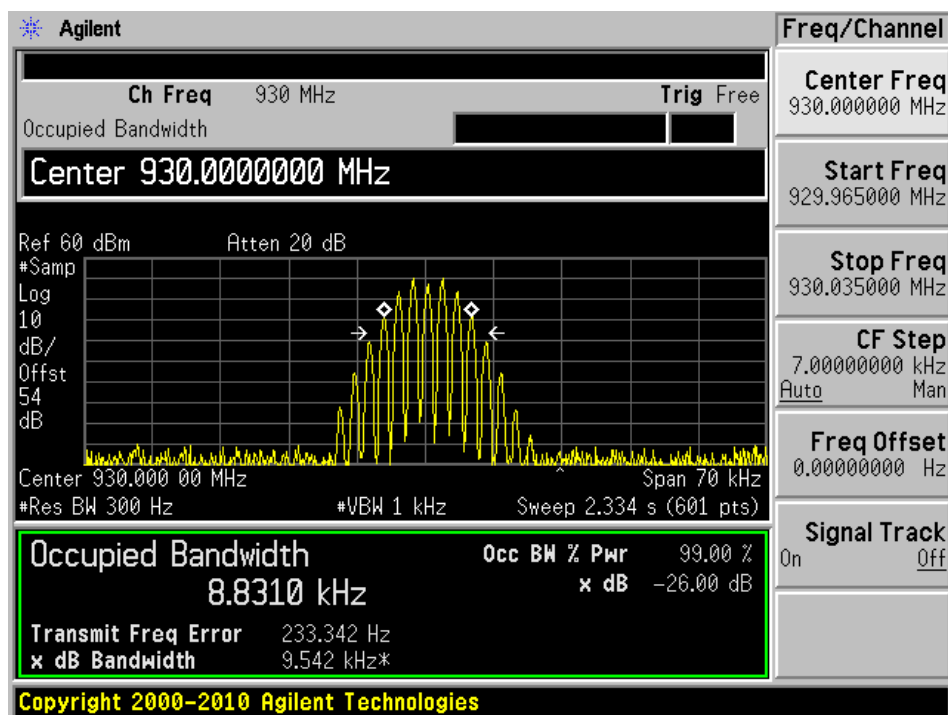 Agilent
Freq/Channel
Ch Freq 930 MHz Trig Free
Occupied Bandwidth
Center 930.0000000 MHz
Ref 60 dBm Atten 20 dB
#Samp
Log
10
dB/
Offst
54
dB
Center 930.000 00 MHz Span 70 kHz
#Res BW 300 Hz #VBW 1 kHz Sweep 2.334 s (601 pts)
Occupied Bandwidth Occ BW % Pwr 99.00 %
8.8310 kHz x dB -26.00 dB
Transmit Freq Error 233.342 Hz
x dB Bandwidth 9.542 kHz*
Center Freq
930.000000 MHz
Start Freq
929.965000 MHz
Stop Freq
930.035000 MHz
CF Step
7.00000000 kHz
Auto Man
Freq Offset
0.00000000 Hz
Signal Track
On Off
Copyright 2000-2010 Agilent Technologies